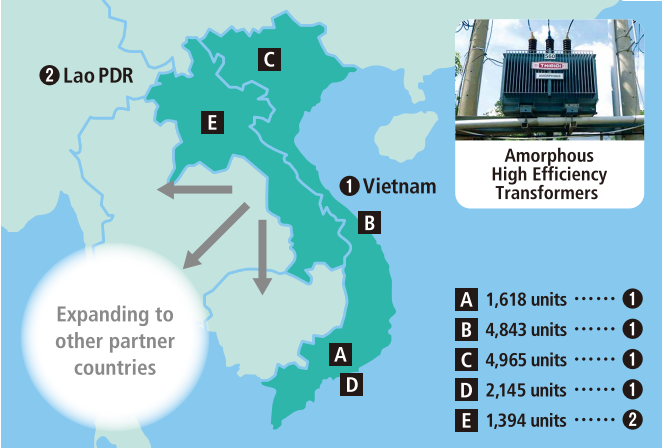 ❷ Lao PDR
C
E
❶ Vietnam
B
A
D
Expanding to
other partner
countries
Amorphous
High Efficiency
Transformers
A 1,618 units ⋯⋯ ❶
B 4,843 units ⋯⋯ ❶
C 4,965 units ⋯⋯ ❶
D 2,145 units ⋯⋯ ❶
E 1,394 units ⋯⋯ ❷